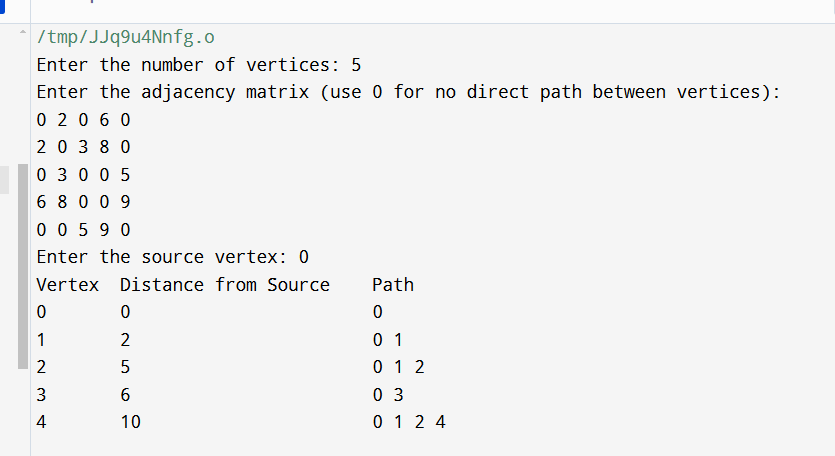 /tmp/JJq9u4Nnfg.o
Enter the number of vertices: 5
Enter the adjacency matrix (use 0 for no direct path between vertices):
0 2 0 6 0
2 0 3 8 0
0 3 0 0 5
6 8 0 0 9
0 0 5 9 0
Enter the source vertex: 0
Vertex  Distance from Source    Path
0       0                       0
1       2                       0 1
2       5                       0 1 2
3       6                       0 3
4       10                      0 1 2 4